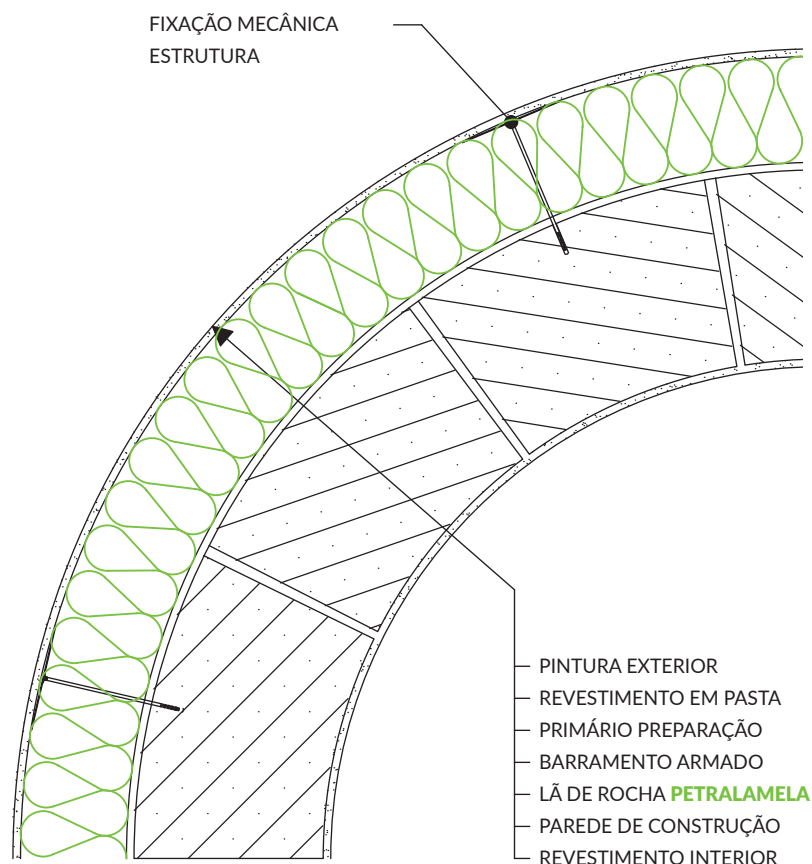 FIXAÇÃO MECÂNICA
ESTRUTURA
PINTURA EXTERIOR
REVESTIMENTO EM PASTA
PRIMÁRIO PREPARAÇÃO
BARRAMENTO ARMADO
LÃ DE ROCHA PETRALAMELA
PAREDE DE CONSTRUÇÃO
REVESTIMENTO INTERIOR